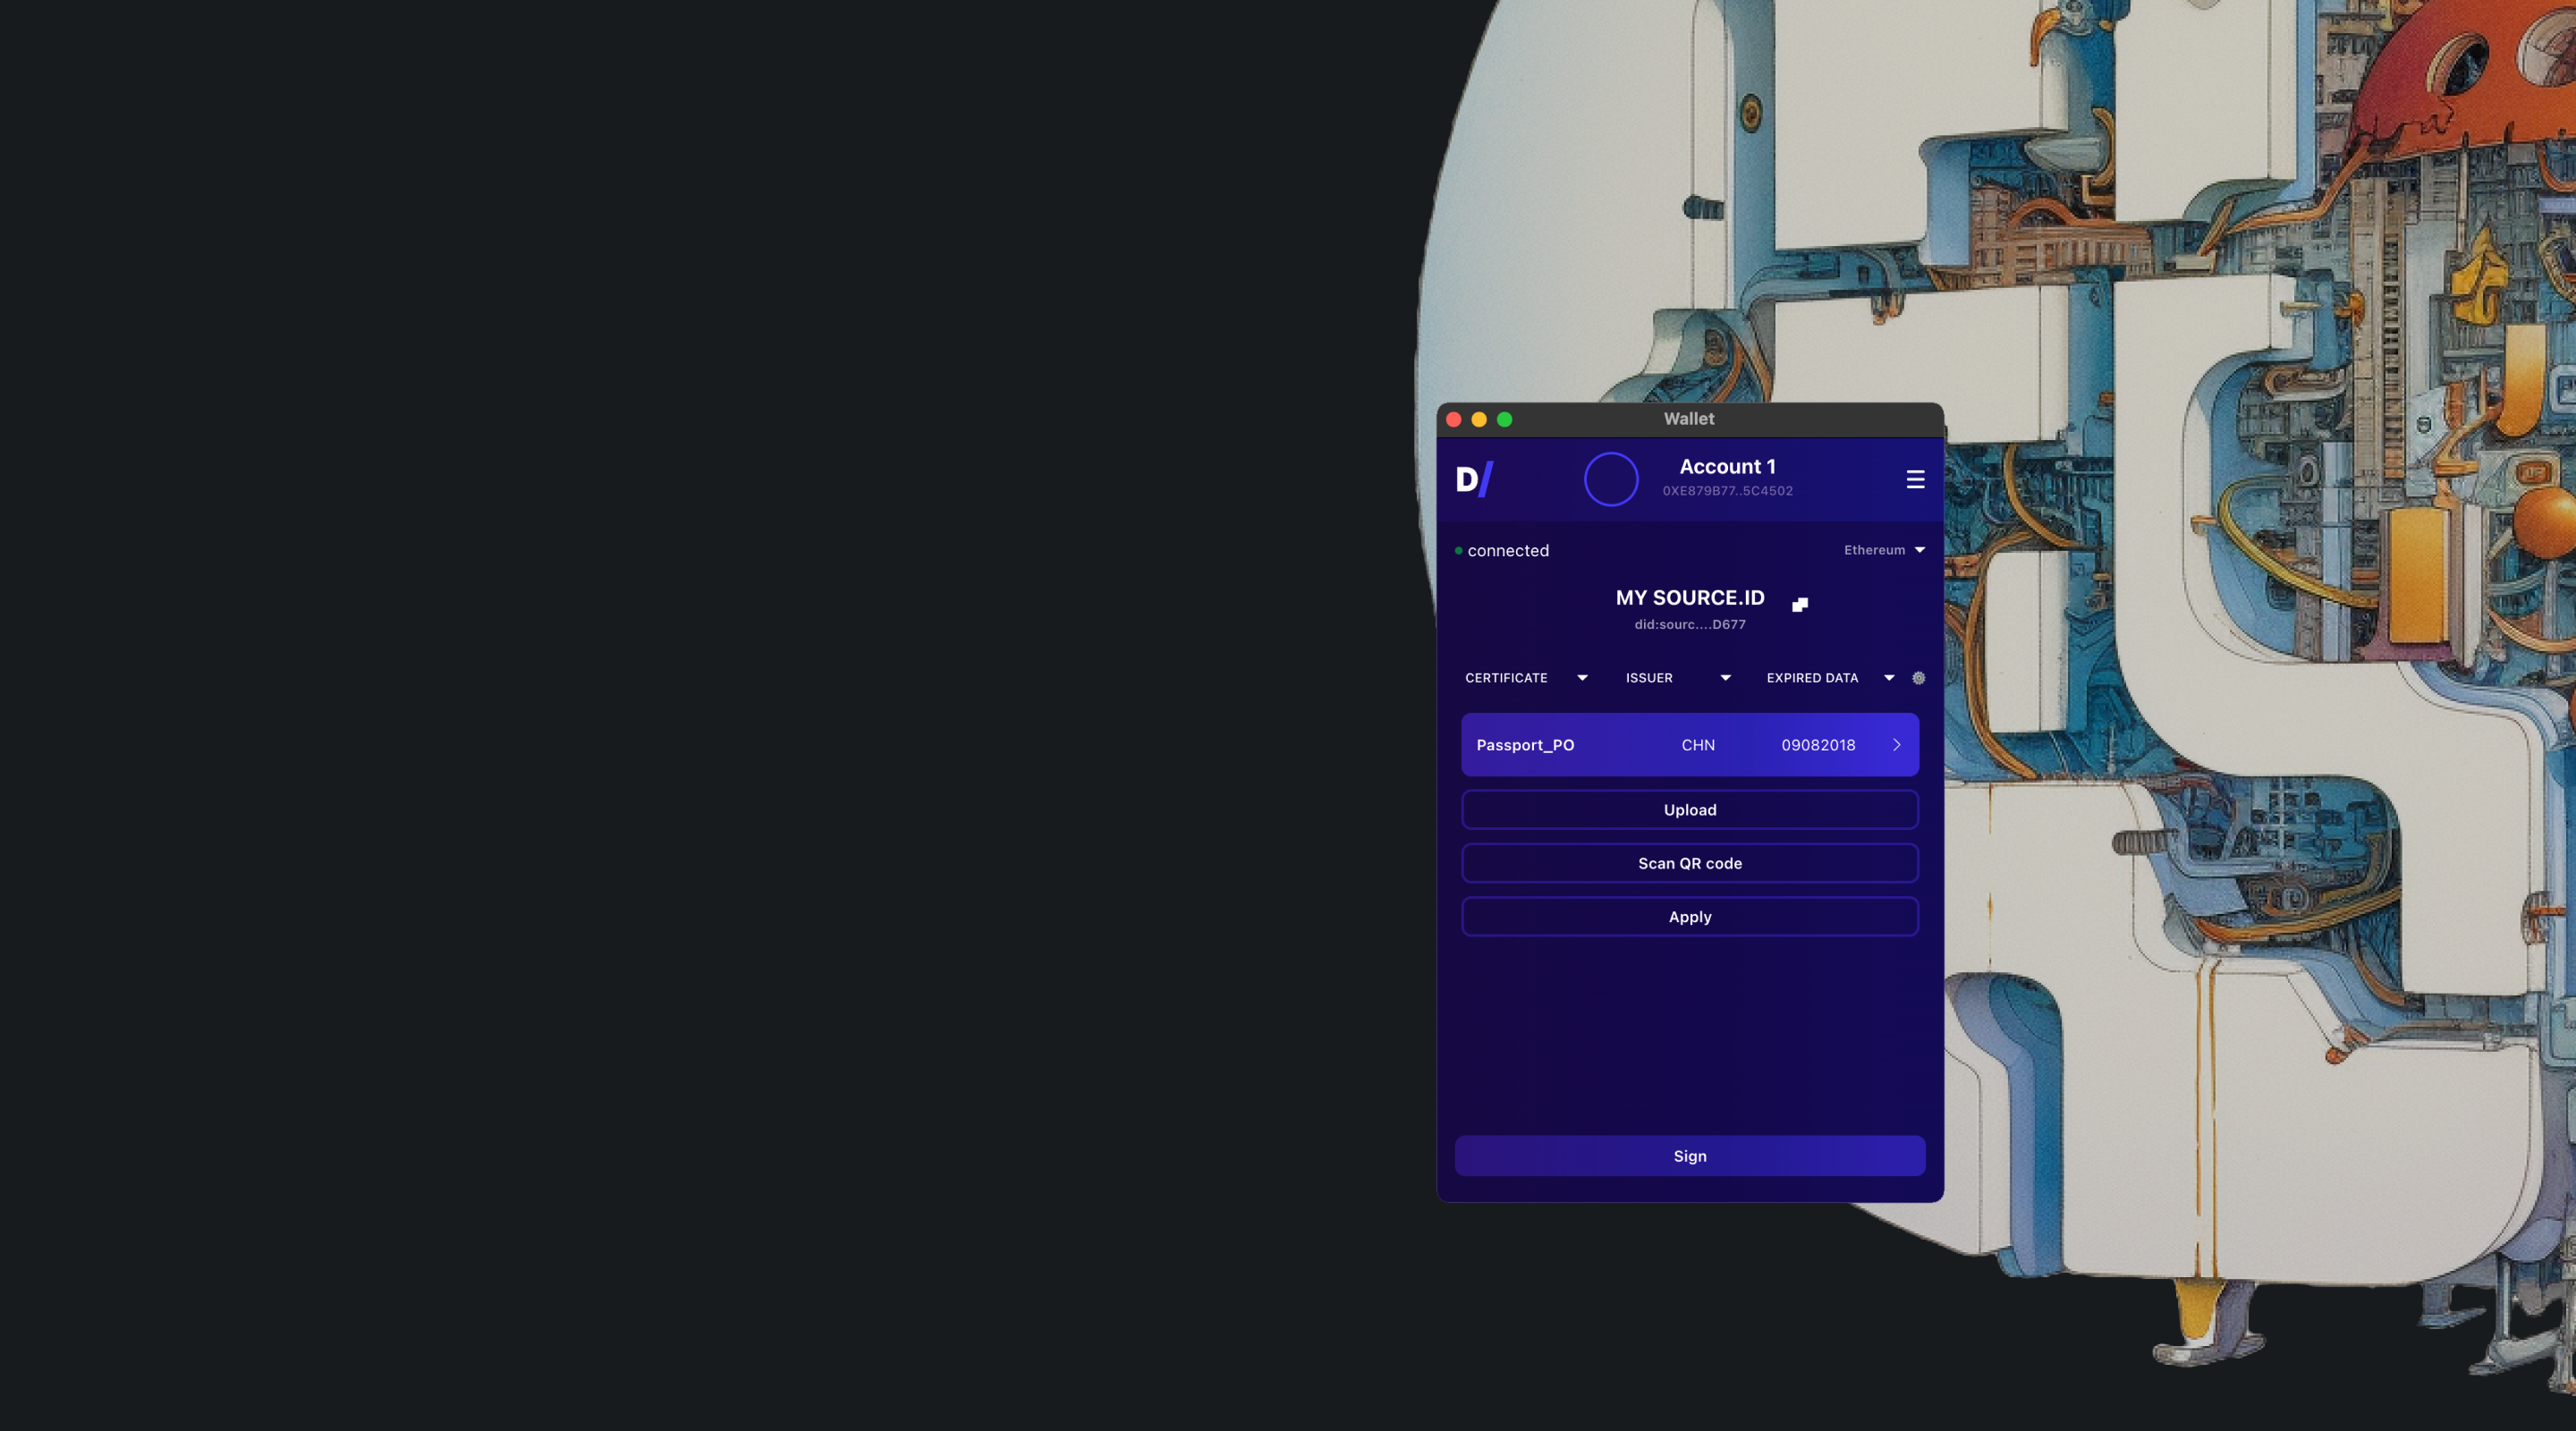 Wallet
D/
Account 1
0XE879B77..5C4502
connected
Ethereum
MY SOURCE.ID
did:sourc....D677
CERTIFICATE ISSUER EXPIRED DATA
Passport_PO CHN 09082018
Upload
Scan QR code
Apply
Sign